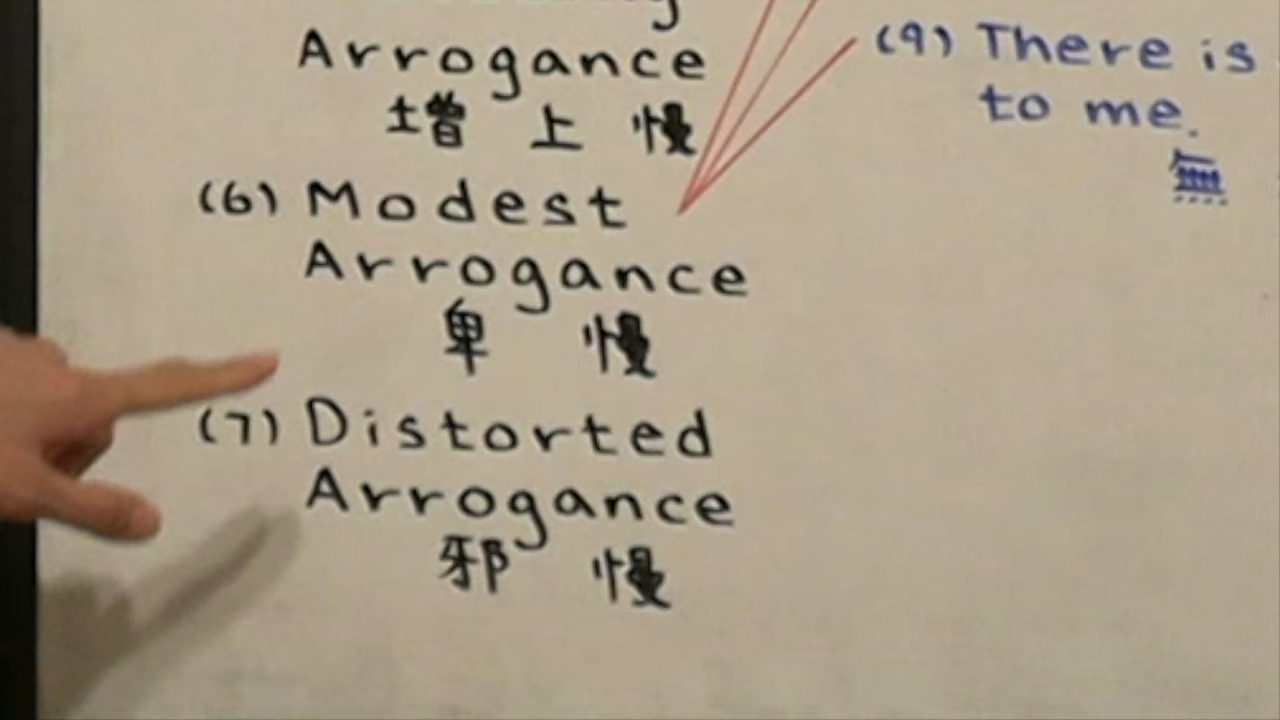 Arrogance
増 上 慢
(6) Modest
Arrogance
卑 慢
(7) Distorted
Arrogance
邪 慢
(9) There is
to me.
無